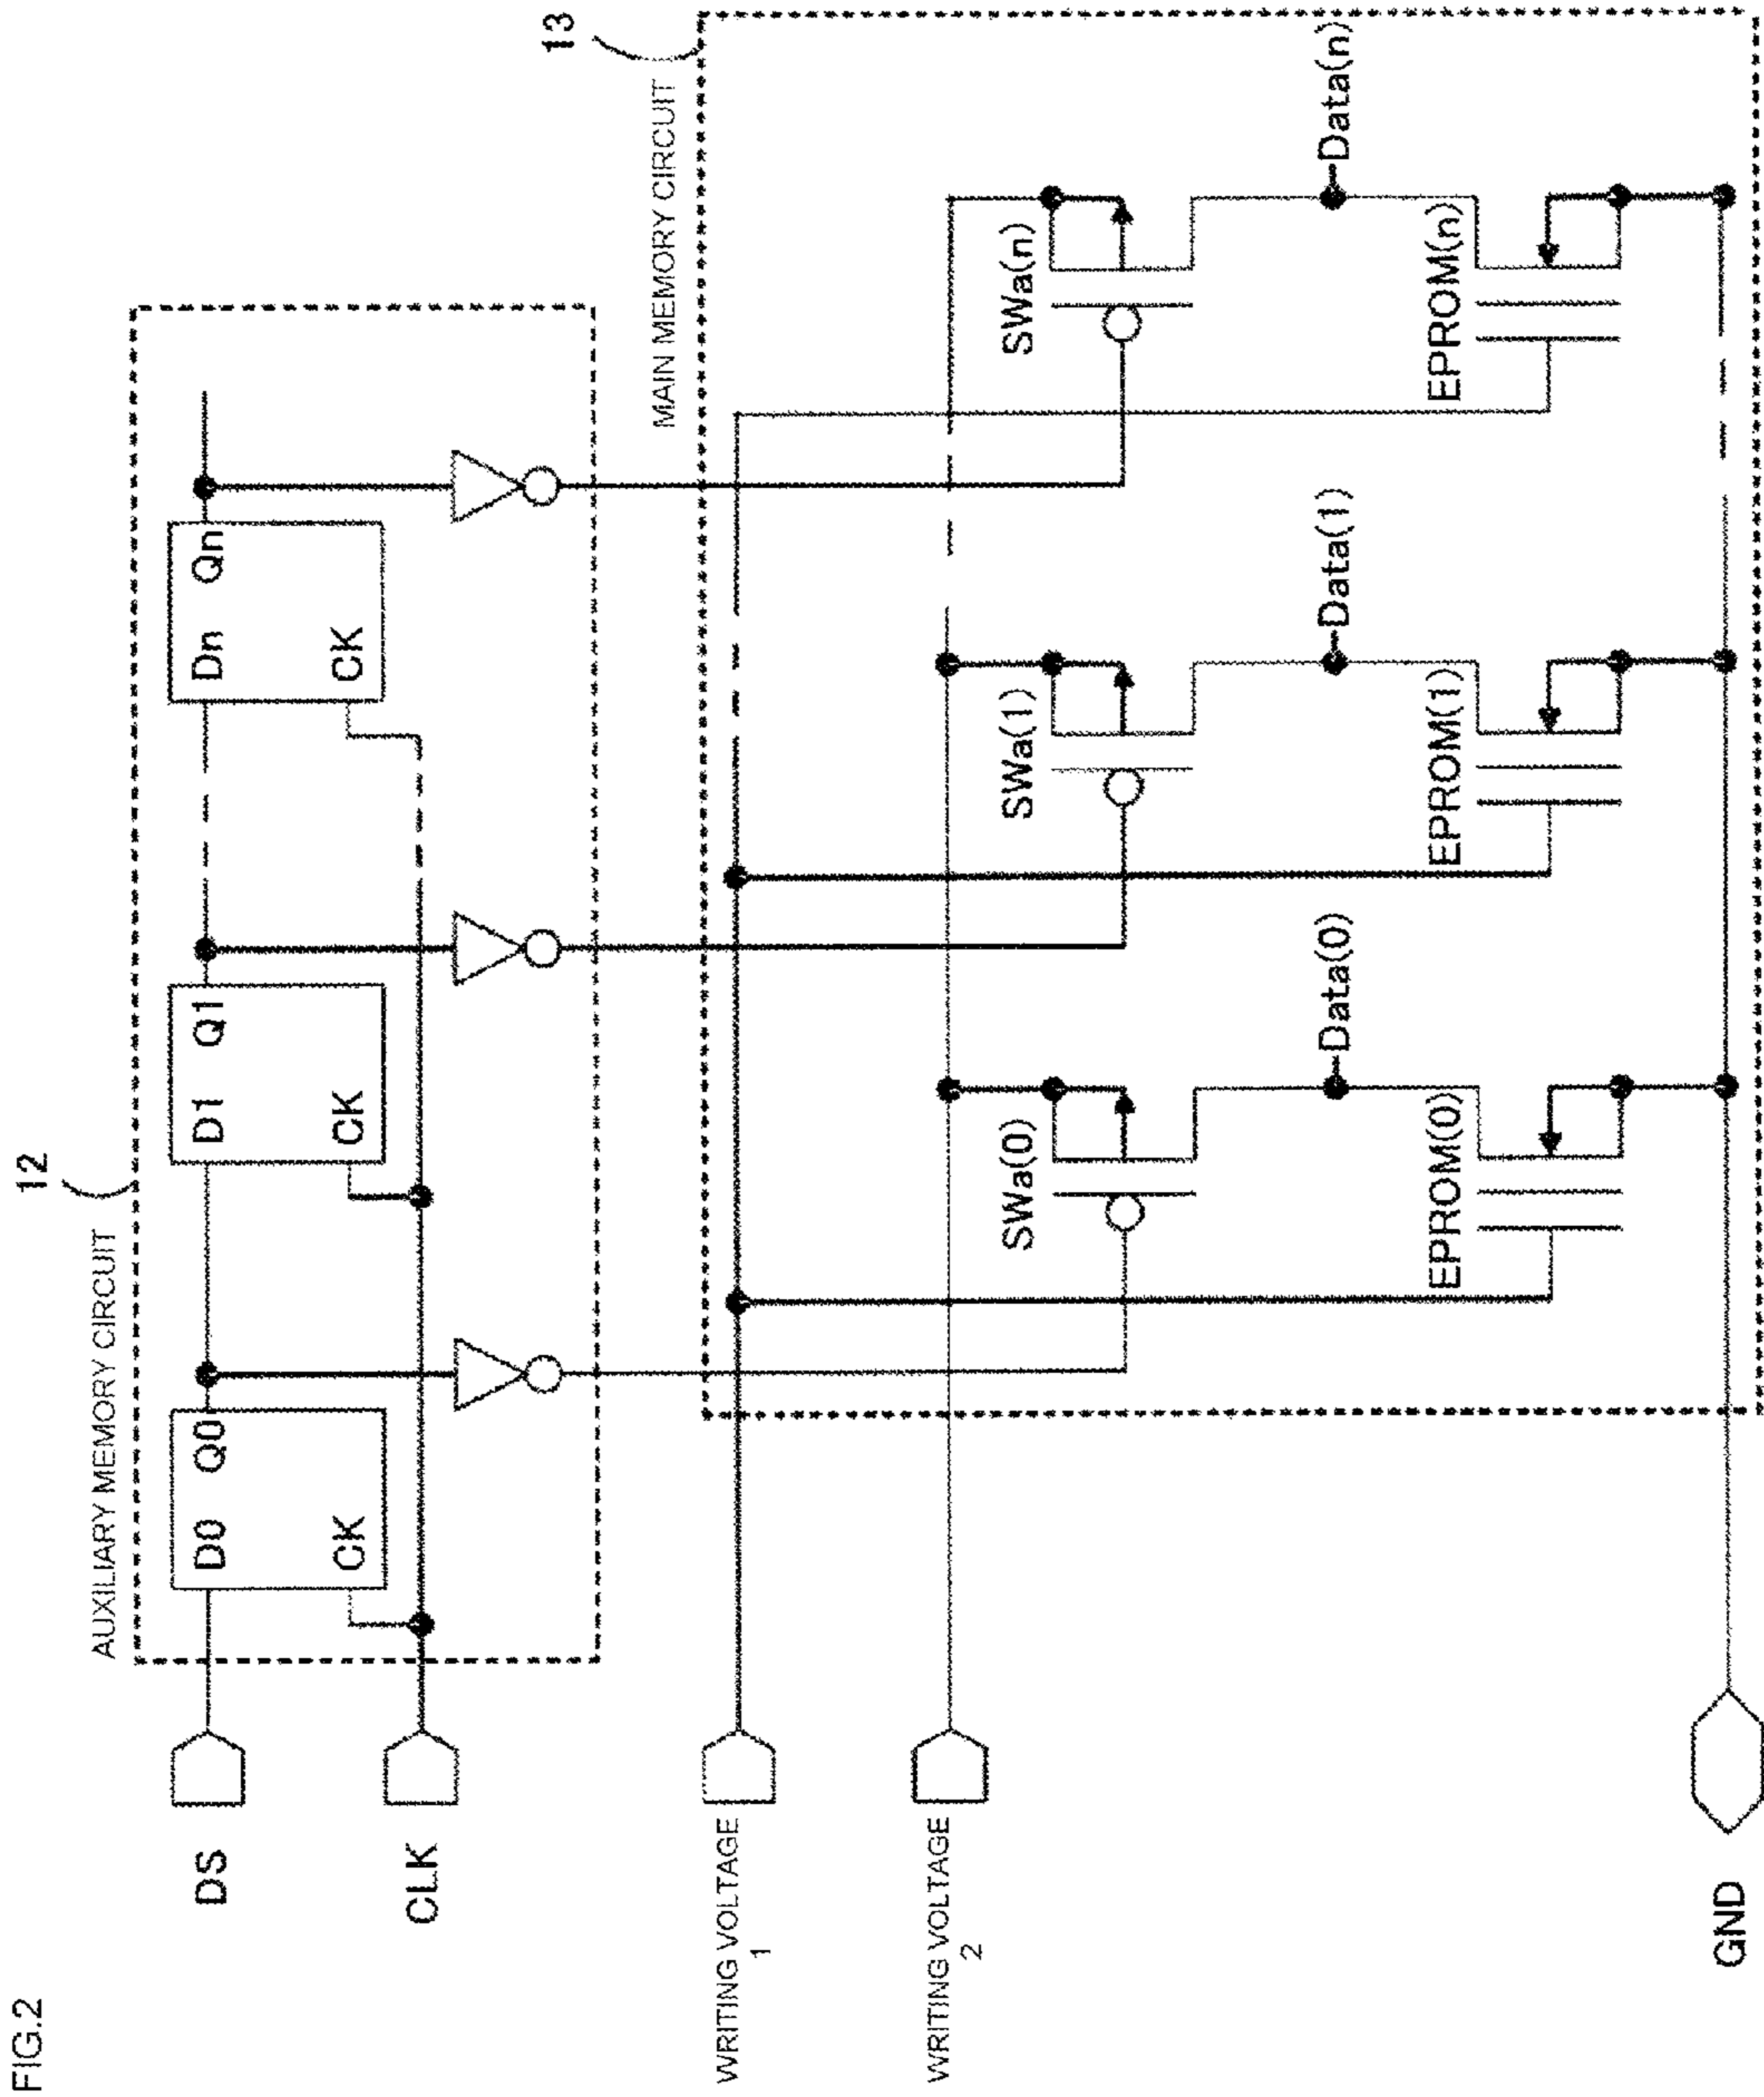 FIG.2
12
AUXILIARY MEMORY CIRCUIT
DS
D0 Q0
CK
D1 Q1
CK
Dn Qn
CK
CLK
13
MAIN MEMORY CIRCUIT
WRITING VOLTAGE
1
WRITING VOLTAGE
2
SWa(0)
SWa(1)
SWa(n)
Data(0)
Data(1)
Data(n)
EPROM(0)
EPROM(1)
EPROM(n)
GND